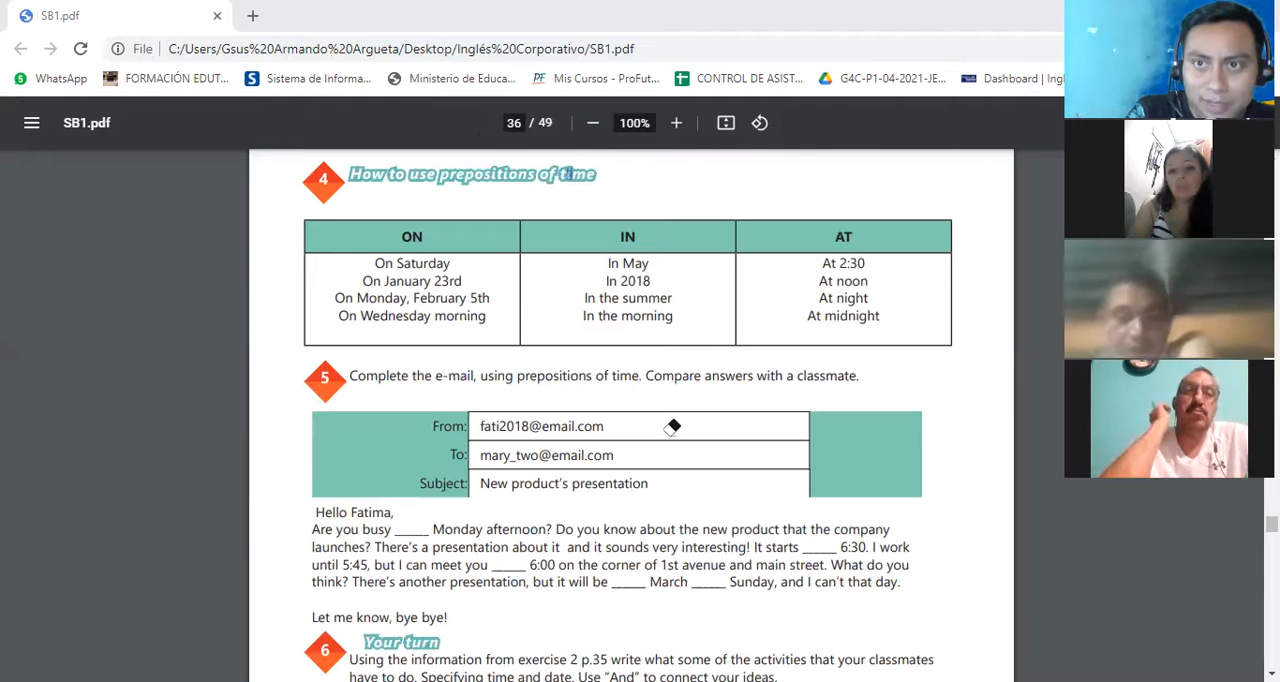 SB1.pdf
File C:/Users/Gsus%20Armando%20Argueta/Desktop/Inglés%20Corporativo/SB1.pdf
WhatsApp FORMACIÓN EDUT... Sistema de Informa... Ministerio de Educa... Mis Cursos - ProFut... CONTROL DE ASIST... G4C-P1-04-2021-JE... Dashboard | Ingl
SB1.pdf 36 / 49 100%
4 How to use prepositions of time
ON IN AT
On Saturday In May At 2:30
On January 23rd In 2018 At noon
On Monday, February 5th In the summer At night
On Wednesday morning In the morning At midnight
5 Complete the e-mail, using prepositions of time. Compare answers with a classmate.
From: fati2018@email.com
To: mary_two@email.com
Subject: New product's presentation
Hello Fatima,
Are you busy ______ Monday afternoon? Do you know about the new product that the company
launches? There's a presentation about it and it sounds very interesting! It starts ______ 6:30. I work
until 5:45, but I can meet you ______ 6:00 on the corner of 1st avenue and main street. What do you
think? There's another presentation, but it will be ______ March ______ Sunday, and I can't that day.
Let me know, bye bye!
6 Your turn
Using the information from exercise 2 p.35 write what some of the activities that your classmates
have to do. Specifying time and date. Use "And" to connect your ideas.